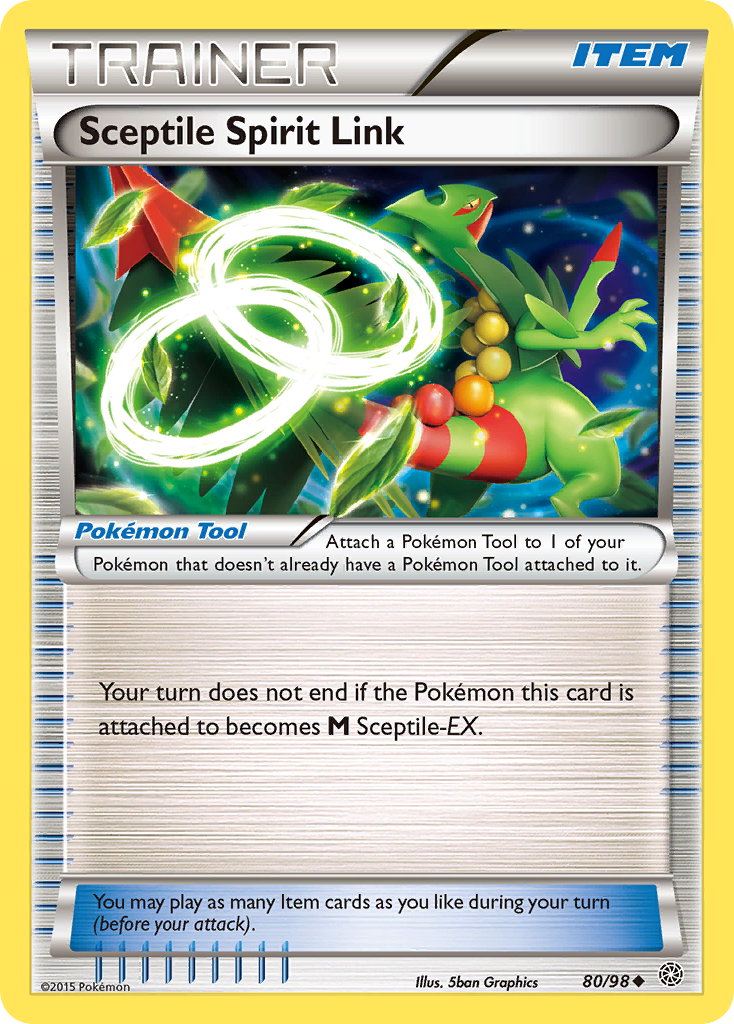 TRAINER
ITEM
Sceptile Spirit Link
Pokémon Tool
Attach a Pokémon Tool to 1 of your
Pokémon that doesn't already have a Pokémon Tool attached to it.
Your turn does not end if the Pokémon this card is
attached to becomes M Sceptile-EX.
You may play as many Item cards as you like during your turn
(before your attack).
©2015 Pokémon
Illus. 5ban Graphics
80/98